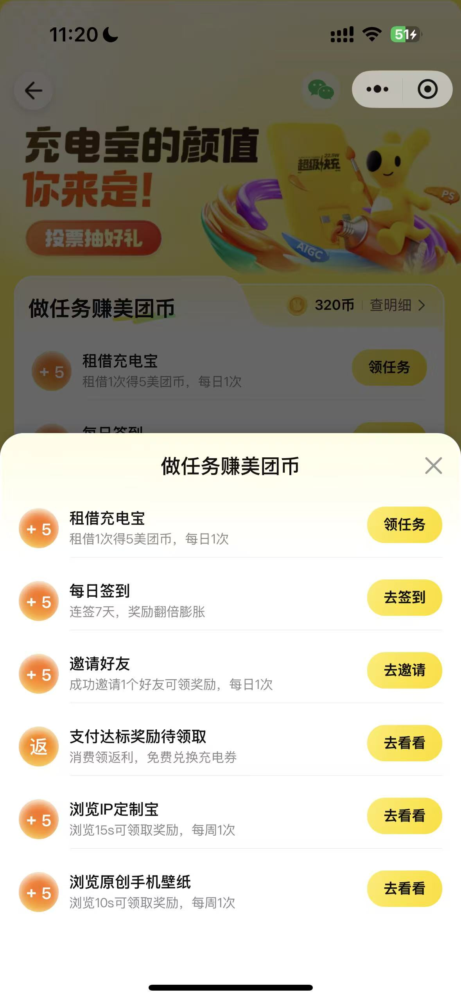 11:20
51
充电宝的颜值
你来定!
投票抽好礼
22.5W
超级快充
PS
AIGC
做任务赚美团币
320币
查明细
+ 5
租借充电宝
领任务
租借1次得5美团币，每日1次
每日签到
做任务赚美团币
+ 5
租借充电宝
领任务
租借1次得5美团币，每日1次
+ 5
每日签到
去签到
连签7天，奖励翻倍膨胀
+ 5
邀请好友
去邀请
成功邀请1个好友可领奖励，每日1次
返
支付达标奖励待领取
去看看
消费领返利，免费兑换充电券
+ 5
浏览IP定制宝
去看看
浏览15s可领取奖励，每周1次
+ 5
浏览原创手机壁纸
去看看
浏览10s可领取奖励，每周1次